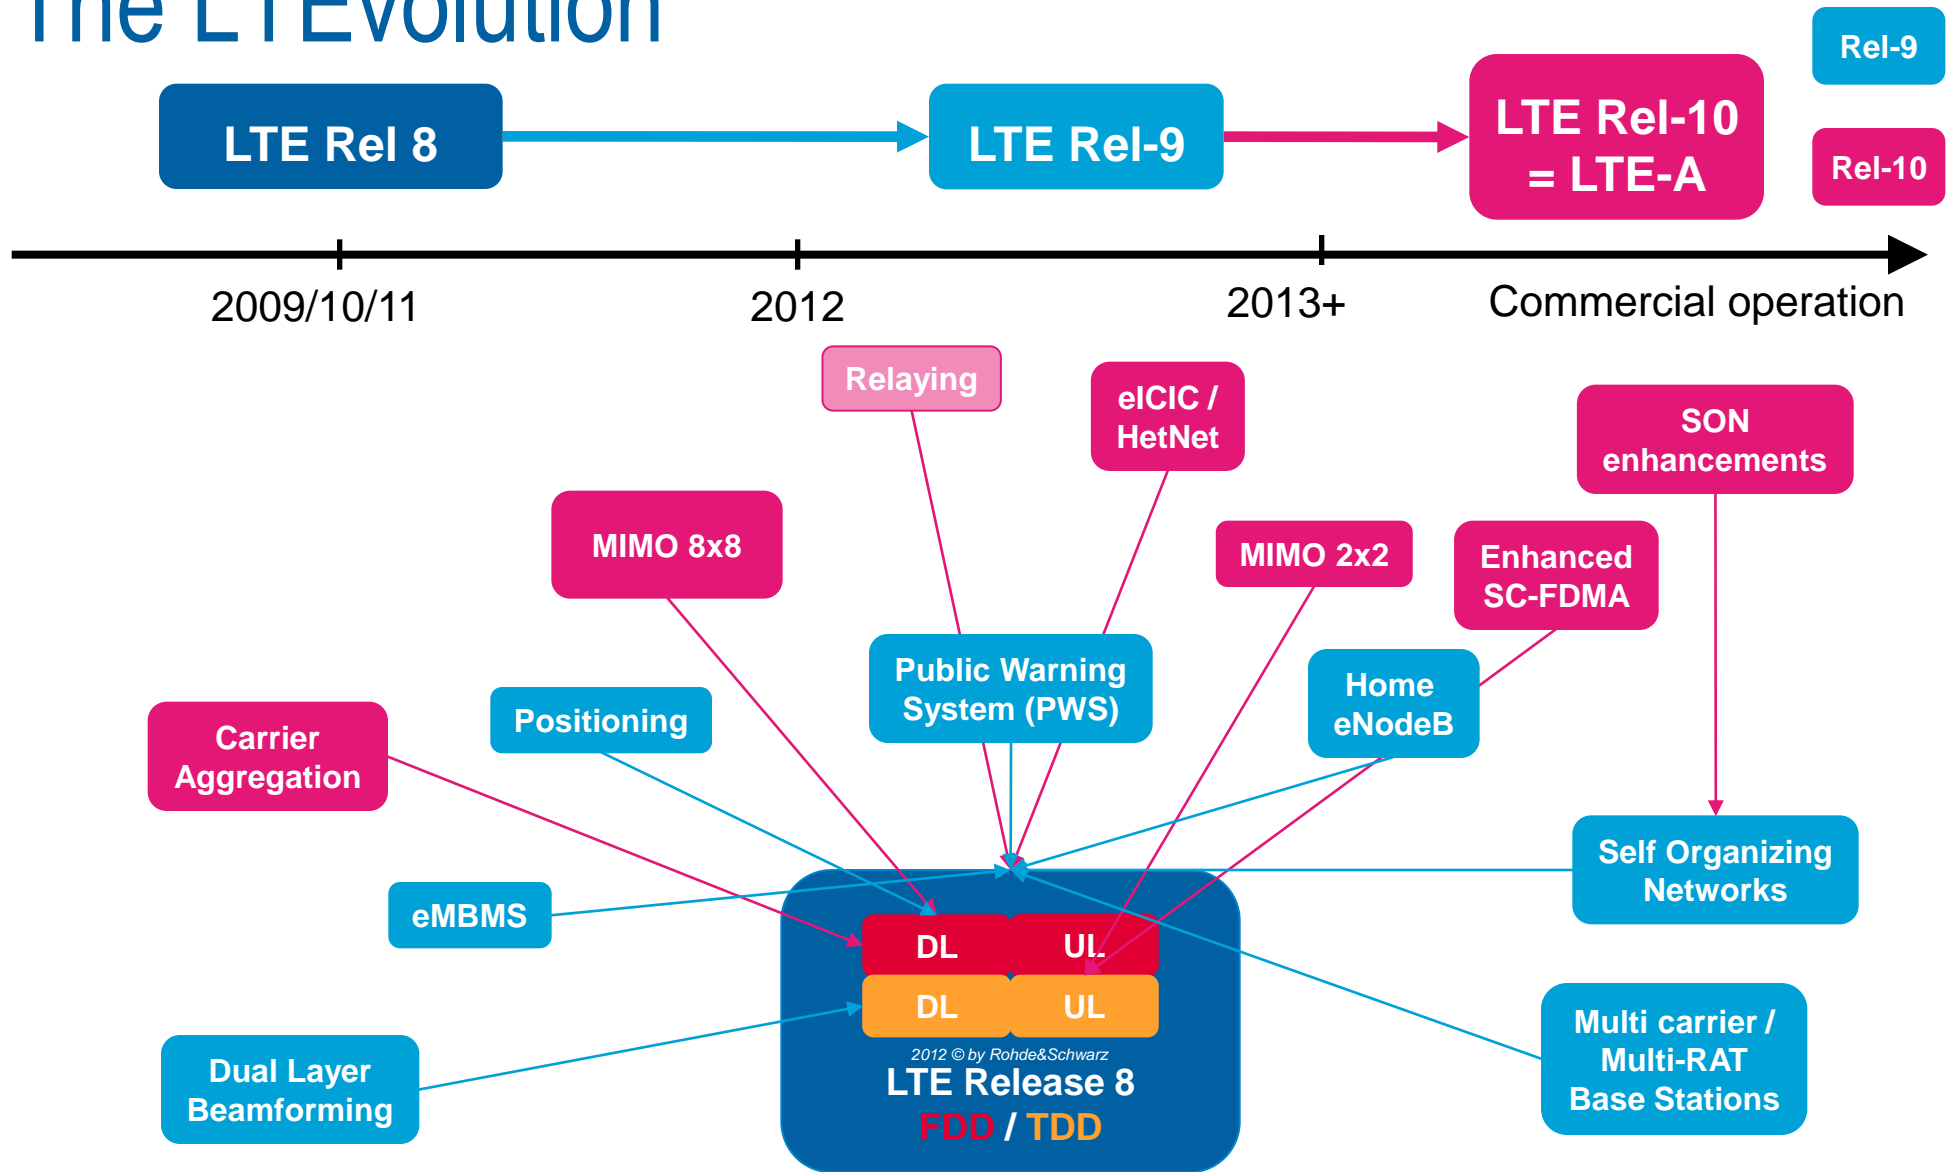 The LTEvolution
Rel-9
LTE Rel 8
LTE Rel-9
LTE Rel-10
= LTE-A
Rel-10
2009/10/11
2012
2013+
Commercial operation
Relaying
eICIC /
HetNet
SON
enhancements
MIMO 8x8
MIMO 2x2
Enhanced
SC-FDMA
Public Warning
System (PWS)
Home
eNodeB
Positioning
Carrier
Aggregation
Self Organizing
Networks
eMBMS
DL
UL
DL
UL
Dual Layer
Beamforming
Multi carrier /
Multi-RAT
Base Stations
2012 © by Rohde&Schwarz
LTE Release 8
FDD / TDD